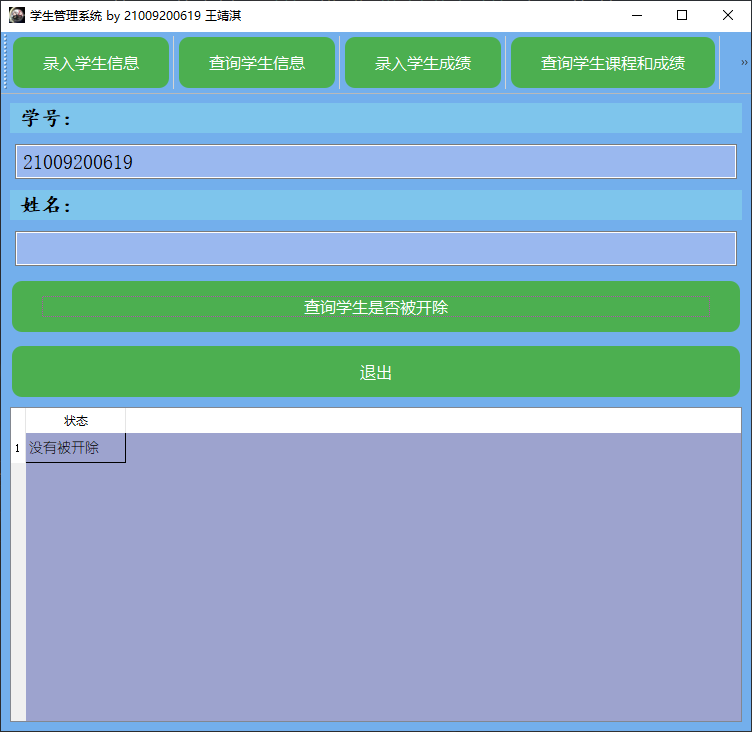 学生管理系统 by 21009200619 王靖淇
录入学生信息 查询学生信息 录入学生成绩 查询学生课程和成绩 »
学号:
21009200619
姓名:
查询学生是否被开除
退出
状态
1 没有被开除